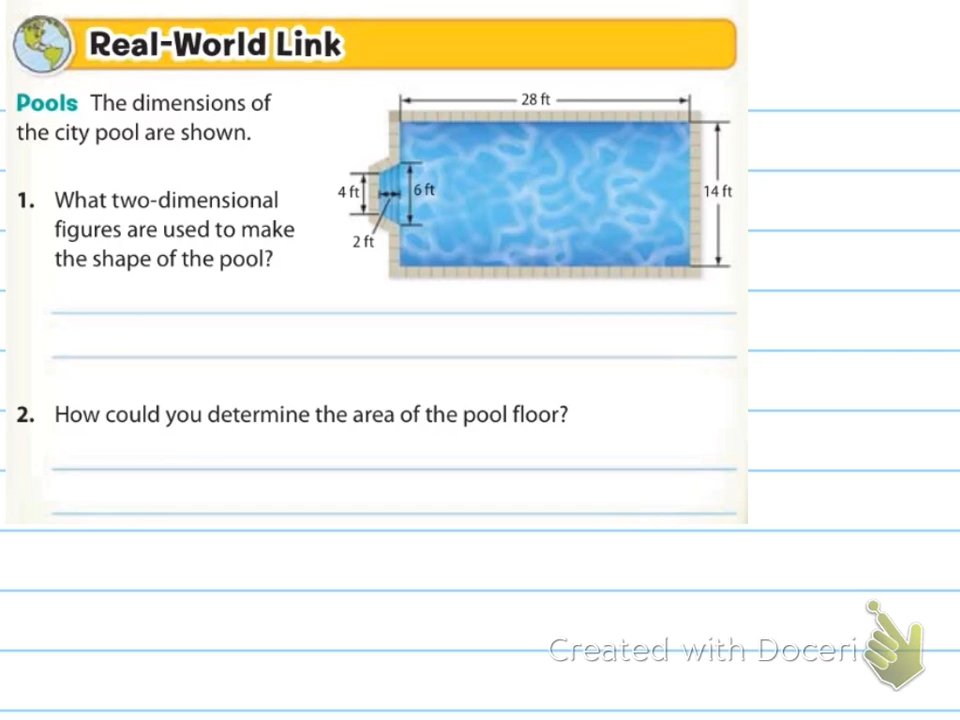 Real-World Link
Pools The dimensions of
the city pool are shown.
28 ft
14 ft
4 ft
6 ft
2 ft
1. What two-dimensional
figures are used to make
the shape of the pool?
2. How could you determine the area of the pool floor?
Created with Doceri